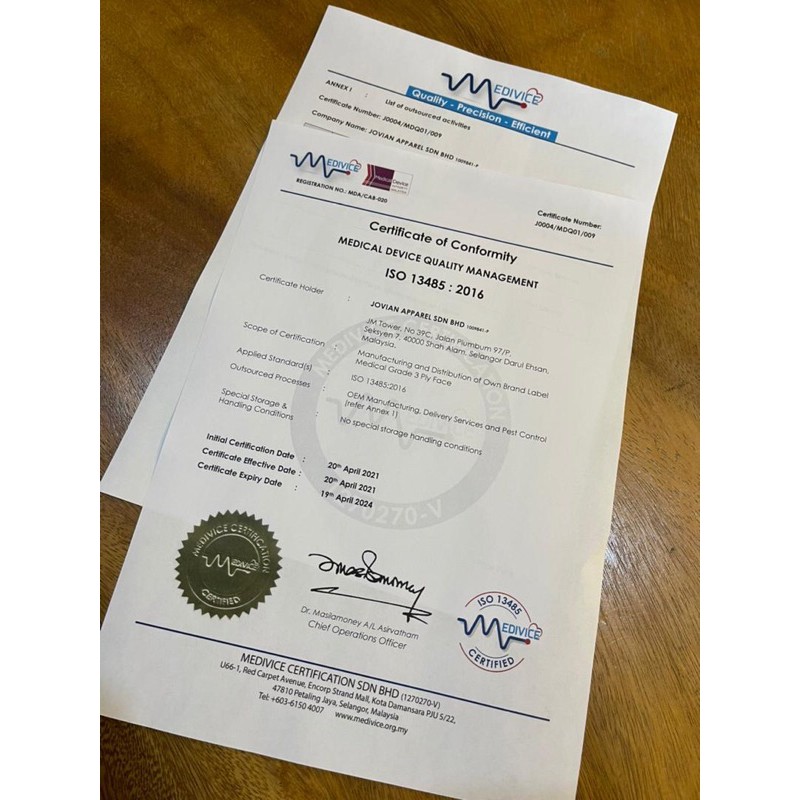 MEDIVICE
Quality - Precision - Efficient
ANNEX I : List of outsourced activities
Certificate Number: J0004/MDQ01/009
Company Name: JOVIAN APPAREL SDN BHD 1009841-P
MEDIVICE
Medical Device
REGISTRATION NO.: MDA/CAB-020
Certificate Number:
J0004/MDQ01/009
Certificate of Conformity
MEDICAL DEVICE QUALITY MANAGEMENT
ISO 13485 : 2016
Certificate Holder : JOVIAN APPAREL SDN BHD 1009841-P
JM Tower, No 39C, Jalan Plumbum 97/P,
Seksyen 7, 40000 Shah Alam, Selangor Darul Ehsan,
Malaysia.
Scope of Certification : Manufacturing and Distribution of Own Brand Label
Medical Grade 3 Ply Face
Applied Standard(s) : ISO 13485:2016
Outsourced Processes : OEM Manufacturing, Delivery Services and Pest Control
(refer Annex 1)
Special Storage &
Handling Conditions : No special storage handling conditions
Initial Certification Date : 20th April 2021
Certificate Effective Date : 20th April 2021
Certificate Expiry Date : 19th April 2024
MEDIVICE CERTIFICATION
MEDIVICE
CERTIFIED
Dr. Masilamoney A/L Asirvatham
Chief Operations Officer
ISO 13485
MEDIVICE
CERTIFIED
MEDIVICE CERTIFICATION SDN BHD (1270270-V)
U66-1, Red Carpet Avenue, Encorp Strand Mall, Kota Damansara PJU 5/22,
47810 Petaling Jaya, Selangor, Malaysia
Tel: +603-6150 4007 www.medivice.org.my